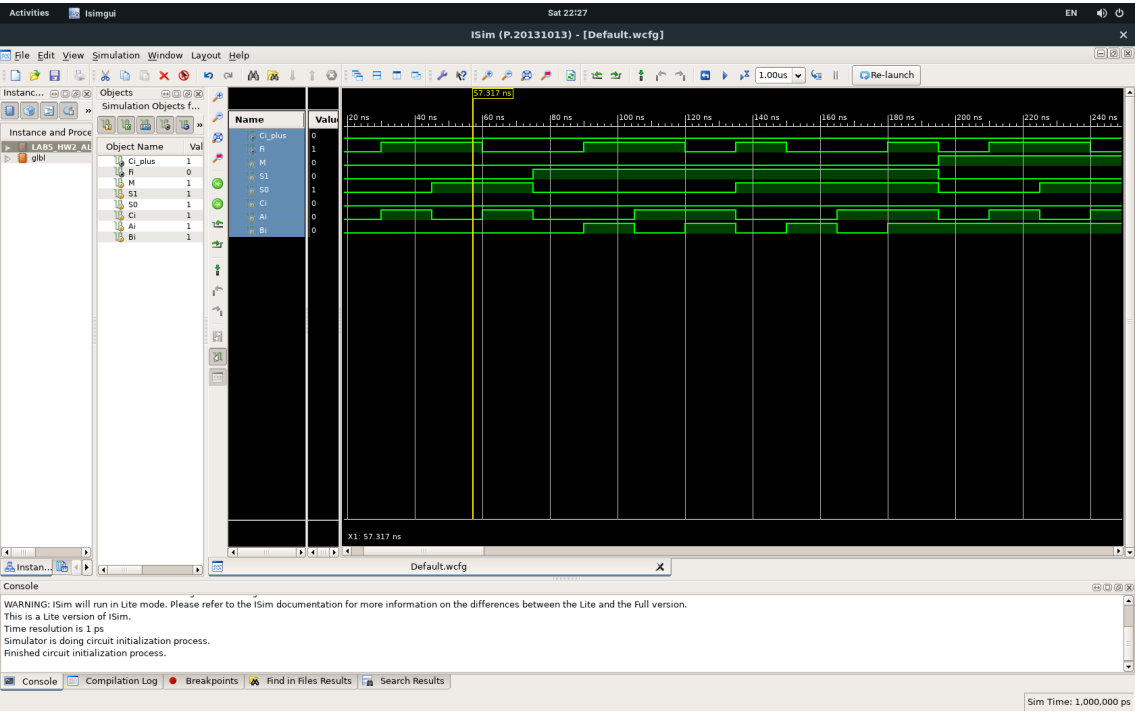 Activities Isimgui Sat 22:27 EN
ISim (P.20131013) - [Default.wcfg]
File Edit View Simulation Window Layout Help
1.00us Re-launch
Instanc...
»
Instance and Proce
LAB5_HW2_AL
glbl
Objects
Simulation Objects f...
»
Object Name Val
Ci_plus 1
Fi 0
M 1
S1 1
S0 1
Ci 1
Ai 1
Bi 1
Name Valu
Ci_plus 0
Fi 1
M 0
S1 0
S0 1
Ci 0
Ai 0
Bi 0
57.317 ns
20 ns 40 ns 60 ns 80 ns 100 ns 120 ns 140 ns 160 ns 180 ns 200 ns 220 ns 240 ns
X1: 57.317 ns
Instan...
Default.wcfg
Console
WARNING: ISim will run in Lite mode. Please refer to the ISim documentation for more information on the differences between the Lite and the Full version.
This is a Lite version of ISim.
Time resolution is 1 ps
Simulator is doing circuit initialization process.
Finished circuit initialization process.
Console Compilation Log Breakpoints Find in Files Results Search Results
Sim Time: 1,000,000 ps